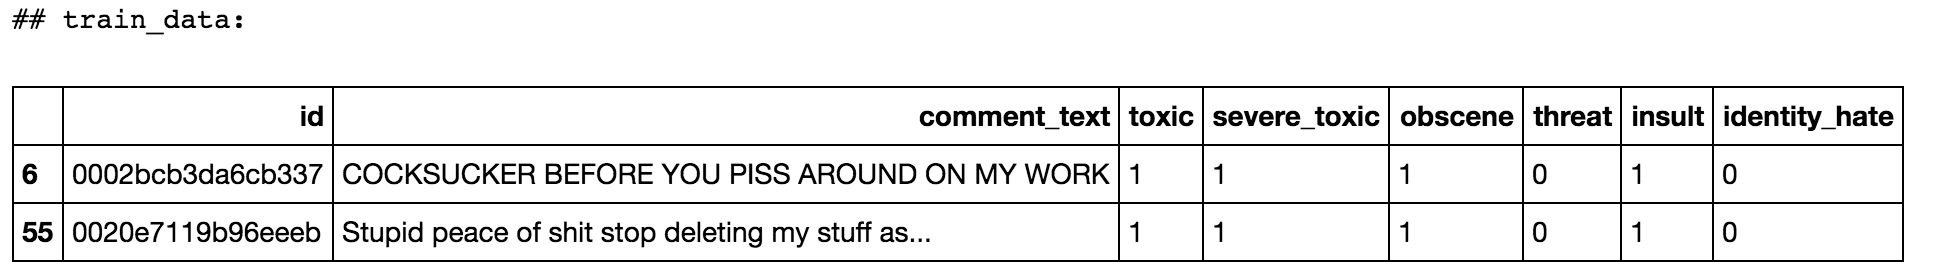 ## train_data:
id comment_text toxic severe_toxic obscene threat insult identity_hate
6 0002bcb3da6cb337 COCKSUCKER BEFORE YOU PISS AROUND ON MY WORK 1 1 1 0 1 0
55 0020e7119b96eeeb Stupid peace of shit stop deleting my stuff as... 1 1 1 0 1 0